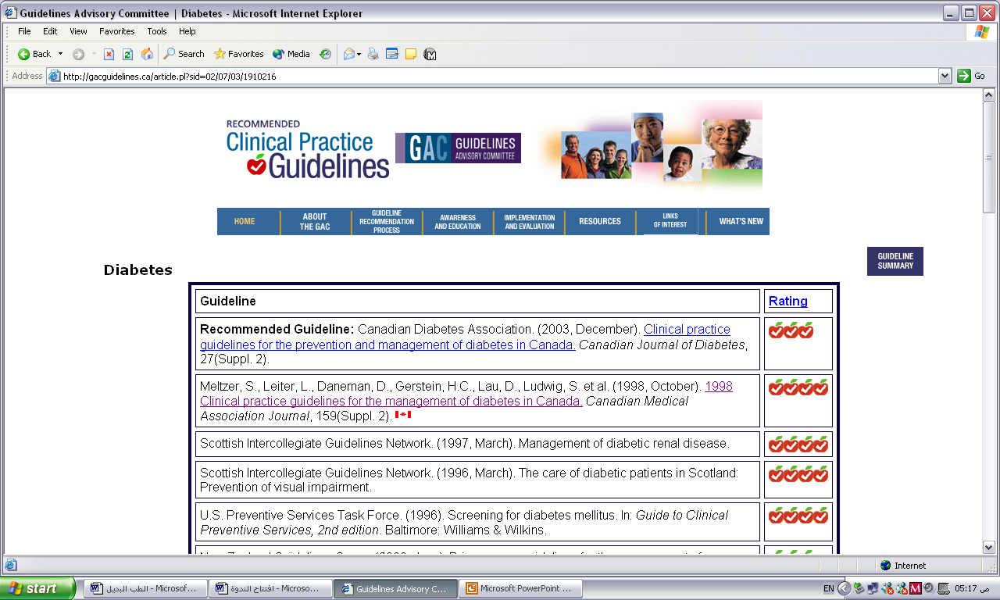 Guidelines Advisory Committee | Diabetes - Microsoft Internet Explorer
File Edit View Favorites Tools Help
Back Search Favorites Media
Address http://gacguidelines.ca/article.pl?sid=02/07/03/1910216 Go
RECOMMENDED
Clinical Practice
Guidelines
GAC GUIDELINES
ADVISORY COMMITTEE
HOME
ABOUT
THE GAC
GUIDELINE
RECOMMENDATION
PROCESS
AWARENESS
AND EDUCATION
IMPLEMENTATION
AND EVALUATION
RESOURCES
LINKS
OF INTEREST
WHAT'S NEW
GUIDELINE
SUMMARY
Diabetes
Guideline Rating
Recommended Guideline: Canadian Diabetes Association. (2003, December). Clinical practice
guidelines for the prevention and management of diabetes in Canada. Canadian Journal of Diabetes,
27(Suppl. 2).
Meltzer, S., Leiter, L., Daneman, D., Gerstein, H.C., Lau, D., Ludwig, S. et al. (1998, October). 1998
Clinical practice guidelines for the management of diabetes in Canada. Canadian Medical
Association Journal, 159(Suppl. 2).
Scottish Intercollegiate Guidelines Network. (1997, March). Management of diabetic renal disease.
Scottish Intercollegiate Guidelines Network. (1996, March). The care of diabetic patients in Scotland:
Prevention of visual impairment.
U.S. Preventive Services Task Force. (1996). Screening for diabetes mellitus. In: Guide to Clinical
Preventive Services, 2nd edition. Baltimore: Williams & Wilkins.
Internet
start الطب البديل - Microsof... افتتاح الندوة - Microso... Guidelines Advisory C... Microsoft PowerPoint ... EN 05:17 ص